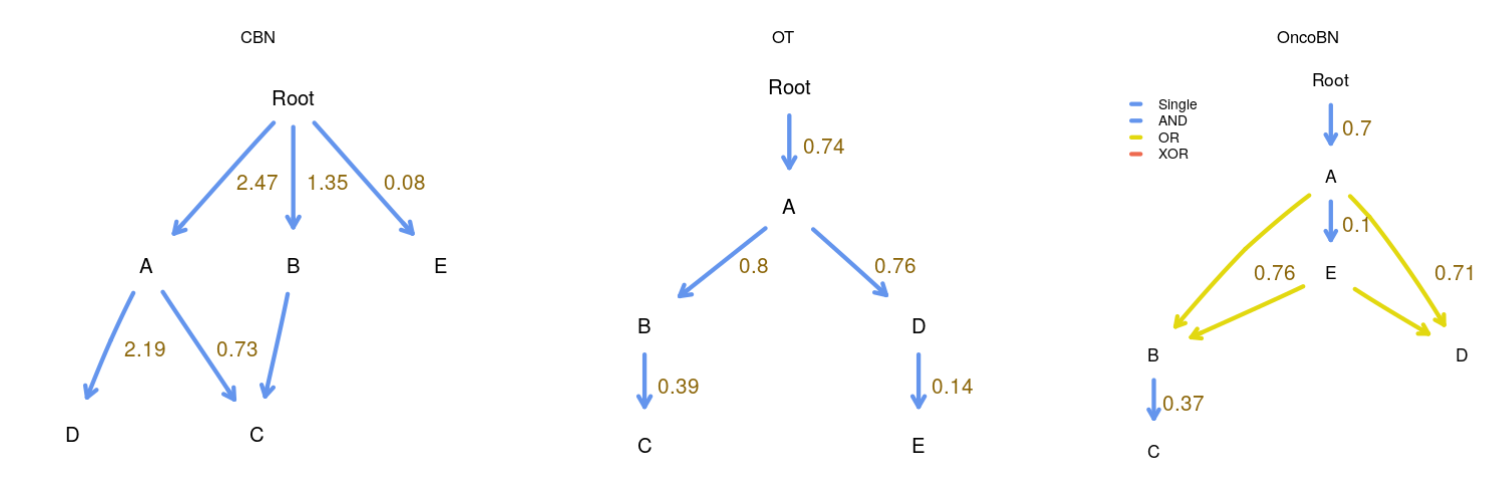 CBN
Root
2.47
1.35
0.08
A
B
E
2.19
0.73
D
C
OT
Root
0.74
A
0.8
0.76
B
D
0.39
0.14
C
E
OncoBN
Root
Single
AND
OR
XOR
0.7
A
0.1
0.76
E
0.71
B
D
0.37
C